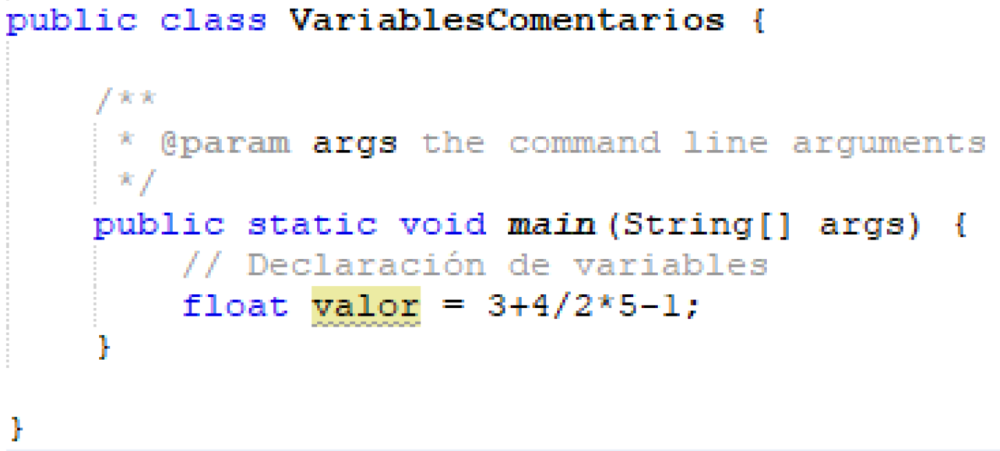 public class VariablesComentarios {
/**
* @param args the command line arguments
*/
public static void main(String[] args) {
// Declaración de variables
float valor = 3+4/2*5-1;
}
}